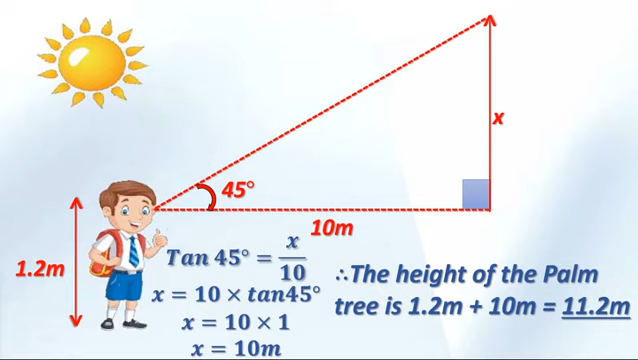 x
45°
10m
1.2m
Tan 45° = x/10
x = 10 × tan45°
x = 10 × 1
x = 10m
∴The height of the Palm
tree is 1.2m + 10m = 11.2m